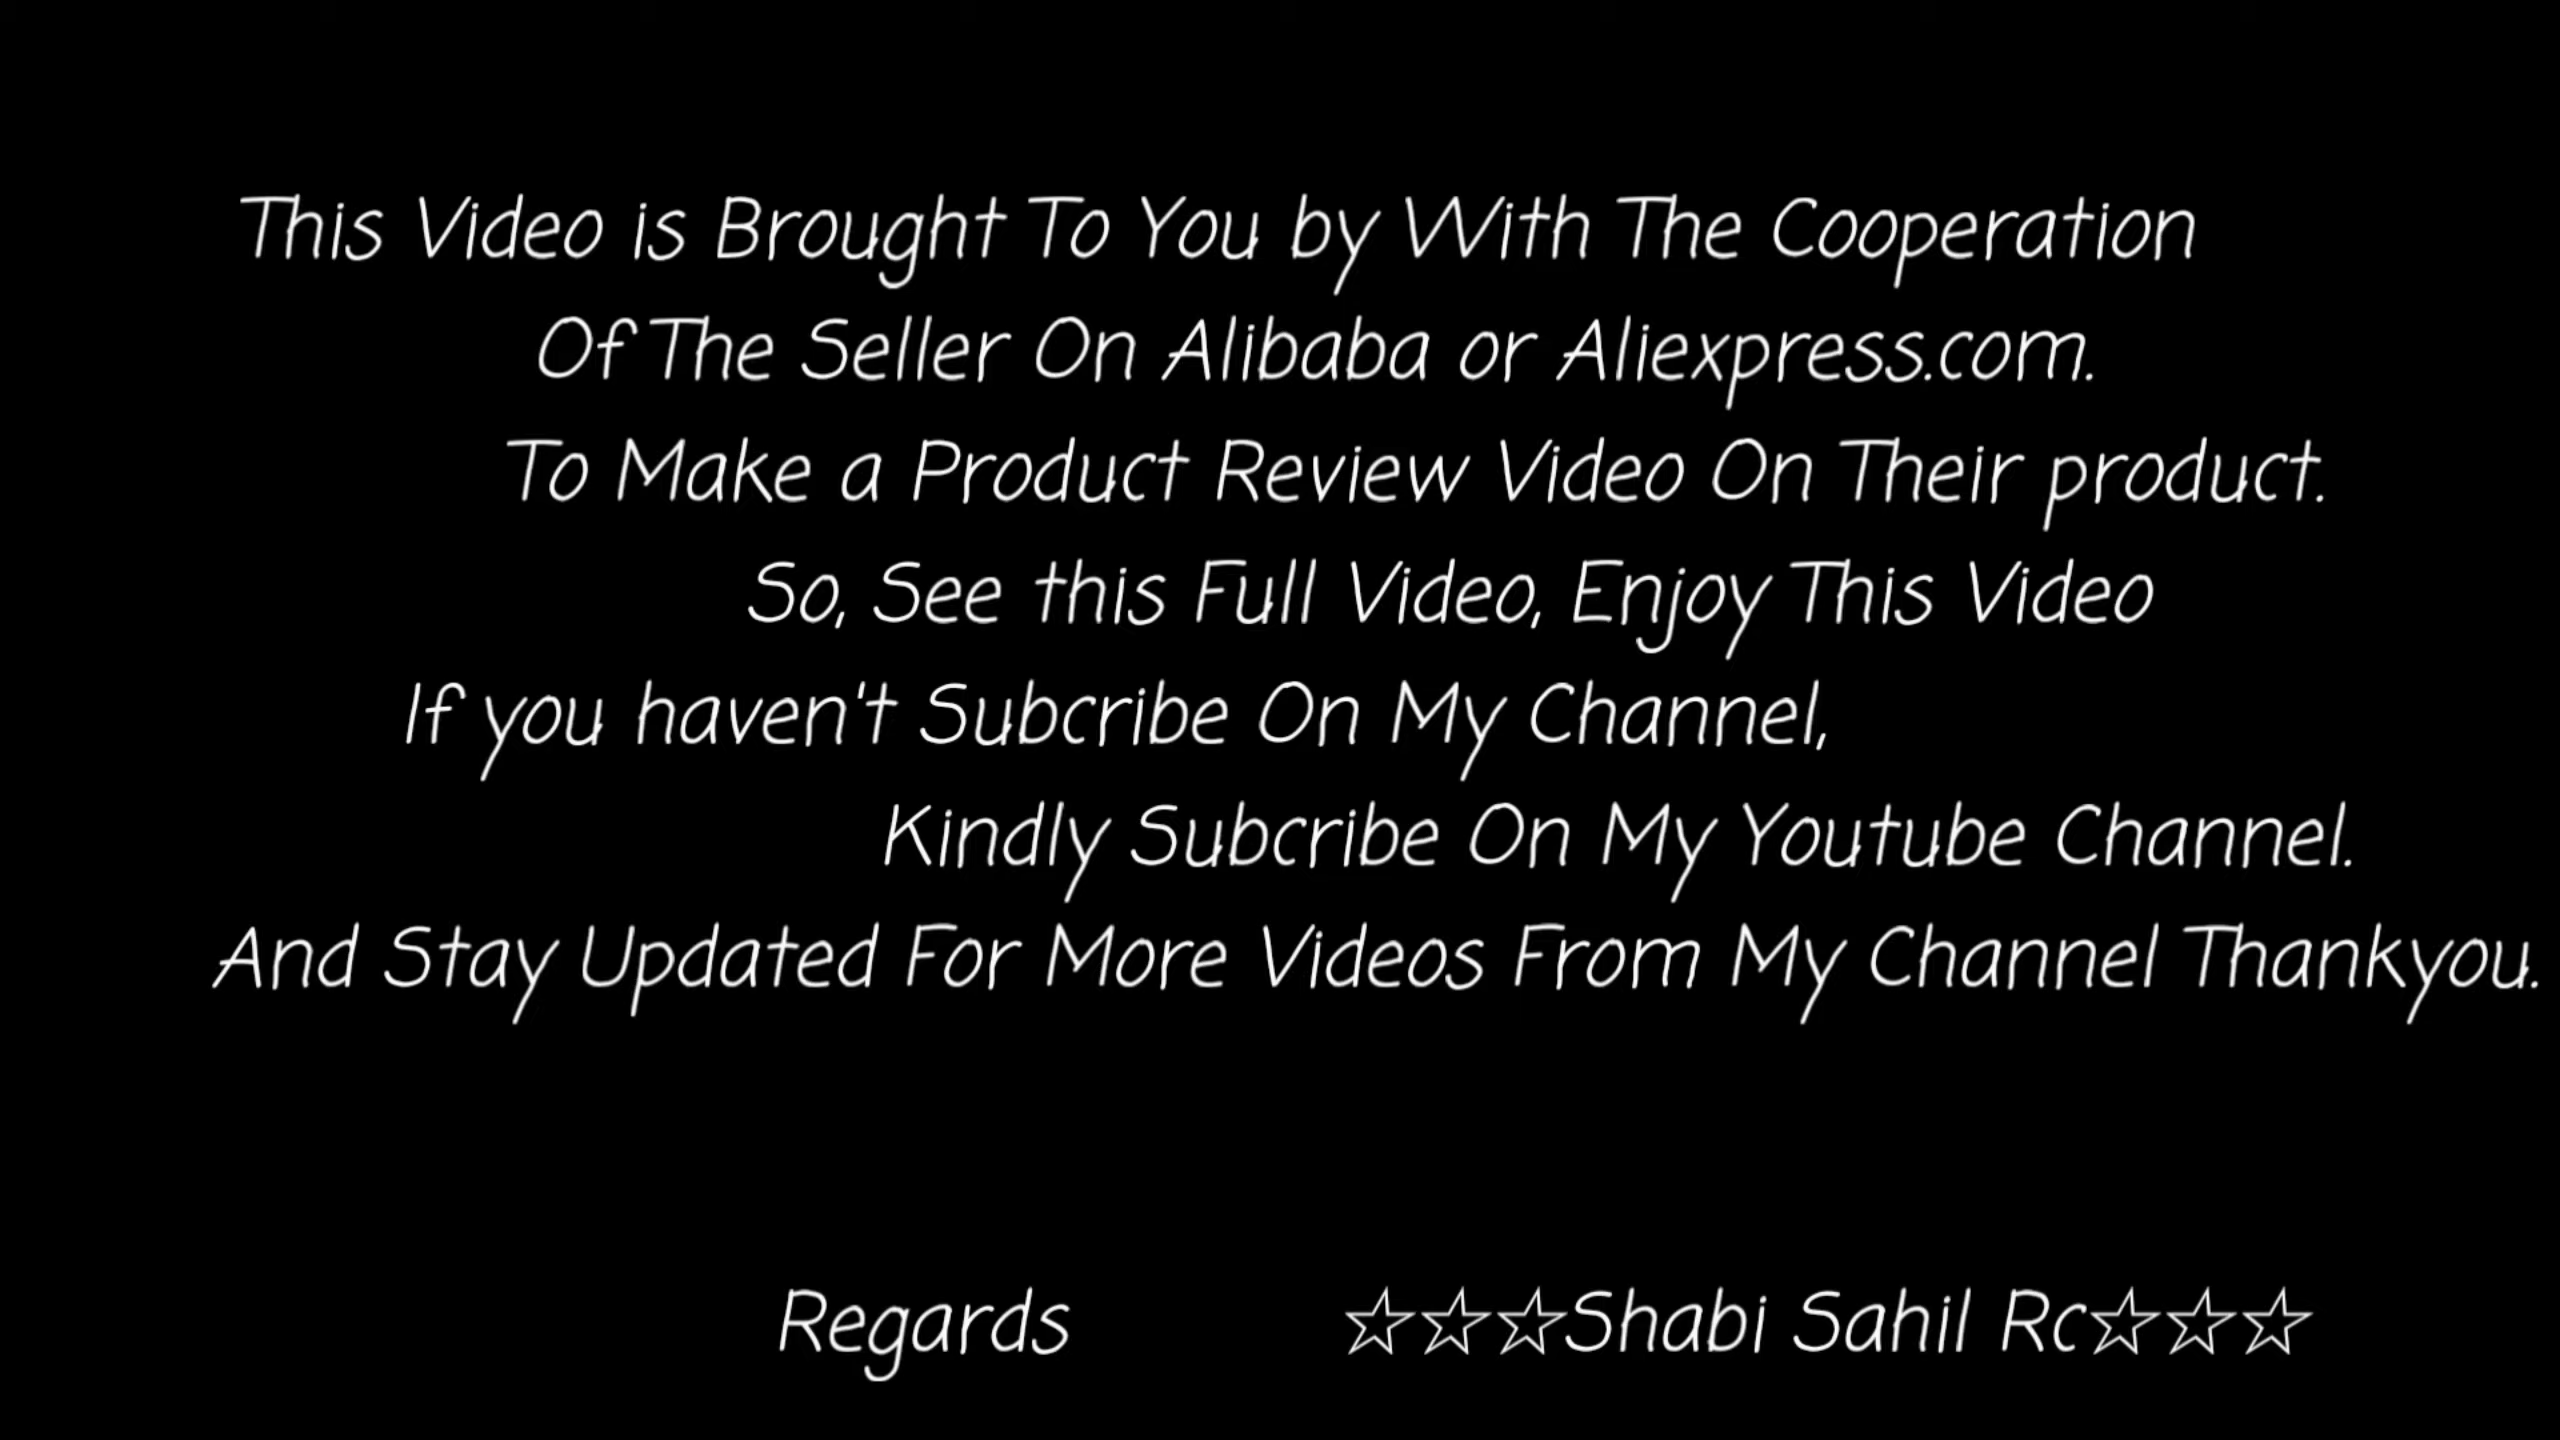 This Video is Brought To You by With The Cooperation
Of The Seller On Alibaba or Aliexpress.com.
To Make a Product Review Video On Their product.
So, See this Full Video, Enjoy This Video
If you haven't Subcribe On My Channel,
Kindly Subcribe On My Youtube Channel.
And Stay Updated For More Videos From My Channel Thankyou.
Regards ☆☆☆Shabi Sahil Rc☆☆☆